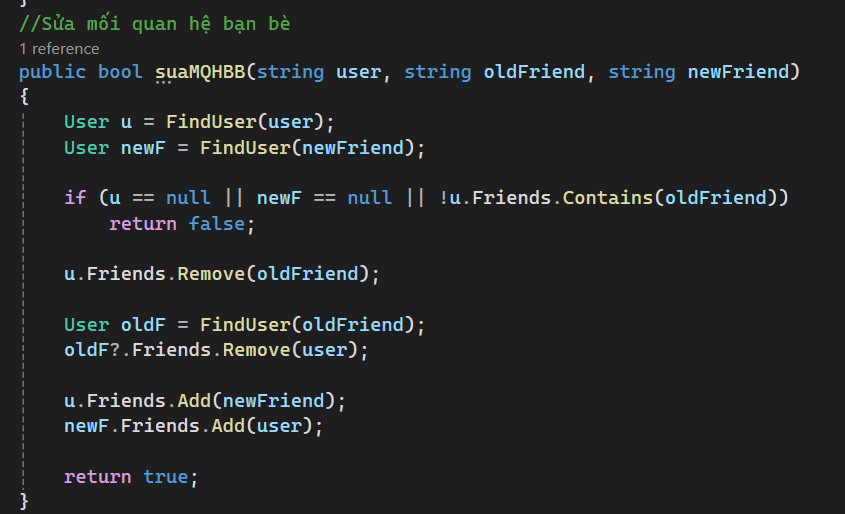 }
//Sửa mối quan hệ bạn bè
1 reference
public bool suaMQHBB(string user, string oldFriend, string newFriend)
{
User u = FindUser(user);
User newF = FindUser(newFriend);
if (u == null || newF == null || !u.Friends.Contains(oldFriend))
return false;
u.Friends.Remove(oldFriend);
User oldF = FindUser(oldFriend);
oldF?.Friends.Remove(user);
u.Friends.Add(newFriend);
newF.Friends.Add(user);
return true;
}